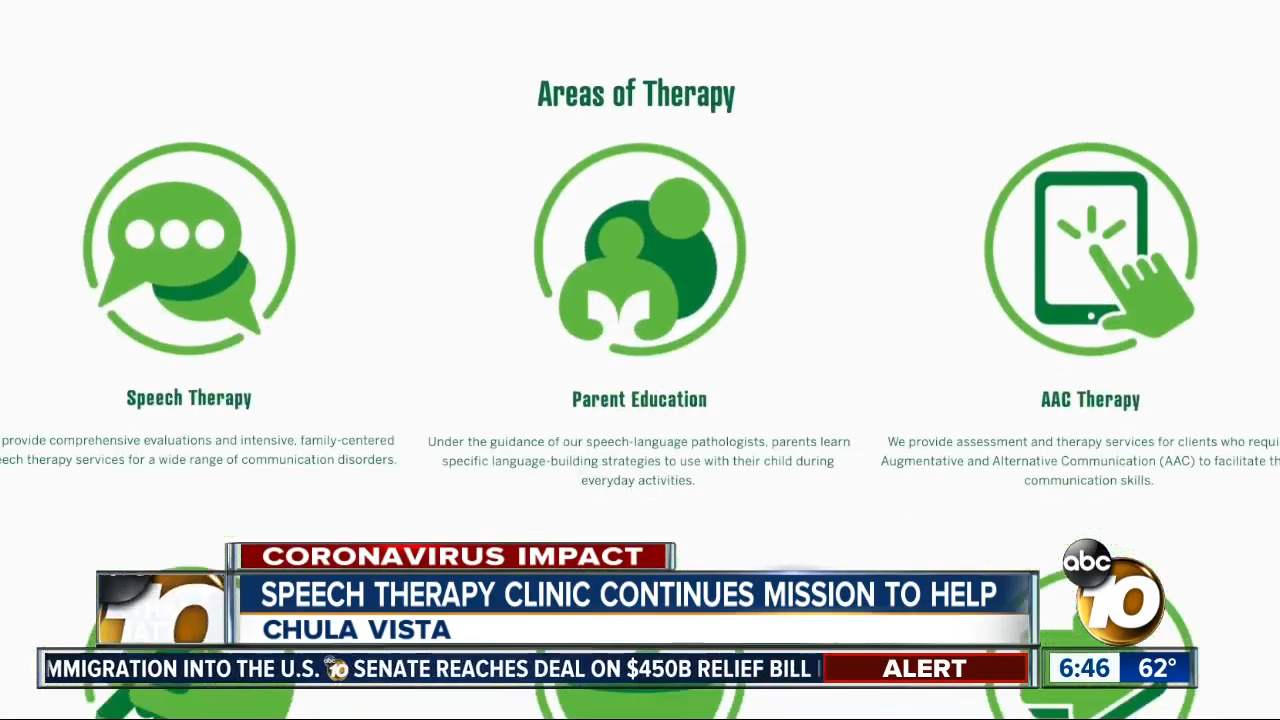 Areas of Therapy
Speech Therapy
provide comprehensive evaluations and intensive, family-centered
therapy services for a wide range of communication disorders.
Parent Education
Under the guidance of our speech-language pathologists, parents learn
specific language-building strategies to use with their child during
everyday activities.
AAC Therapy
We provide assessment and therapy services for clients who
Augmentative and Alternative Communication (AAC) to facilitate
communication skills.
CORONAVIRUS IMPACT
SPEECH THERAPY CLINIC CONTINUES MISSION TO HELP
CHULA VISTA
abc
10
10
MMIGRATION INTO THE U.S. abc 10 SENATE REACHES DEAL ON $450B RELIEF BILL
ALERT
6:46 62°